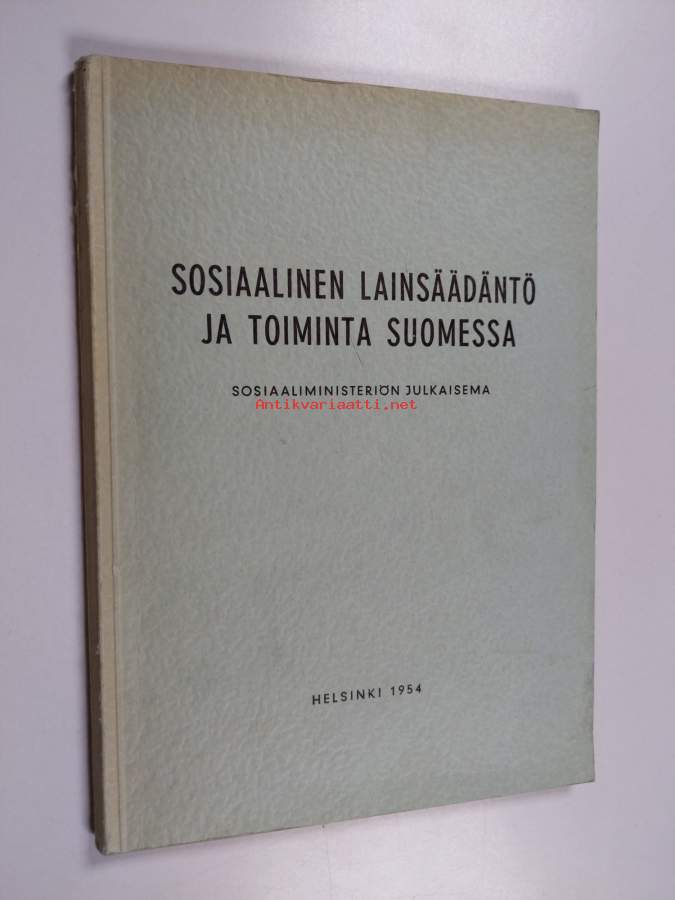 SOSIAALINEN LAINSÄÄDÄNTÖ
JA TOIMINTA SUOMESSA
SOSIAALIMINISTERIÖN JULKAISEMA
Antikvariaatti.net
HELSINKI 1954